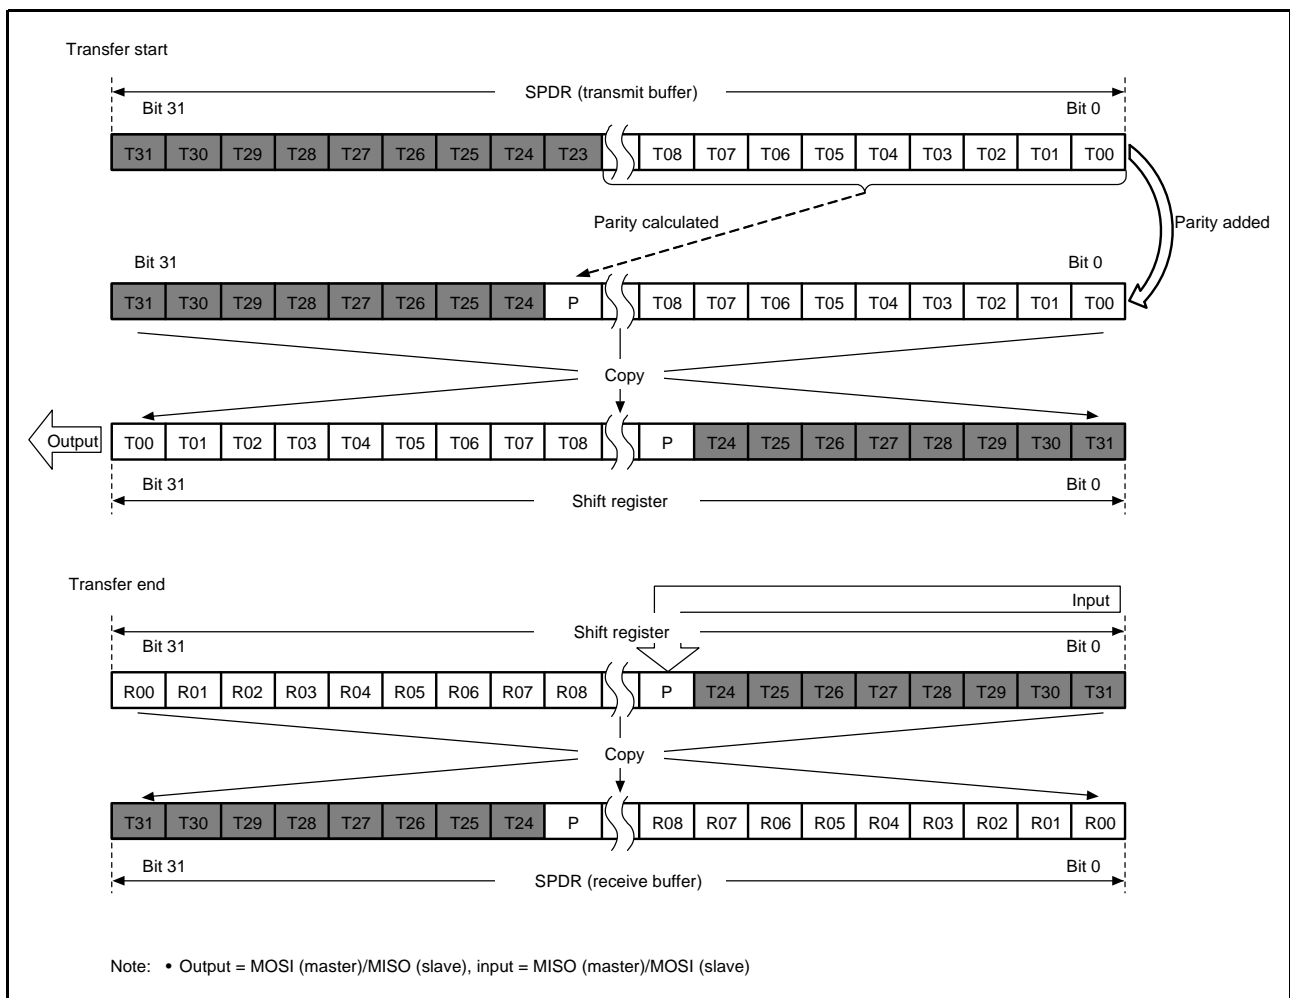 Transfer start
SPDR (transmit buffer)
Bit 31 Bit 0
T31 T30 T29 T28 T27 T26 T25 T24 T23 T08 T07 T06 T05 T04 T03 T02 T01 T00
Parity calculated Parity added
Bit 31 Bit 0
T31 T30 T29 T28 T27 T26 T25 T24 P T08 T07 T06 T05 T04 T03 T02 T01 T00
Copy
Output T00 T01 T02 T03 T04 T05 T06 T07 T08 P T24 T25 T26 T27 T28 T29 T30 T31
Bit 31 Bit 0
Shift register
Transfer end
Input
Shift register
Bit 31 Bit 0
R00 R01 R02 R03 R04 R05 R06 R07 R08 P T24 T25 T26 T27 T28 T29 T30 T31
Copy
T31 T30 T29 T28 T27 T26 T25 T24 P R08 R07 R06 R05 R04 R03 R02 R01 R00
Bit 31 Bit 0
SPDR (receive buffer)
Note: • Output = MOSI (master)/MISO (slave), input = MISO (master)/MOSI (slave)